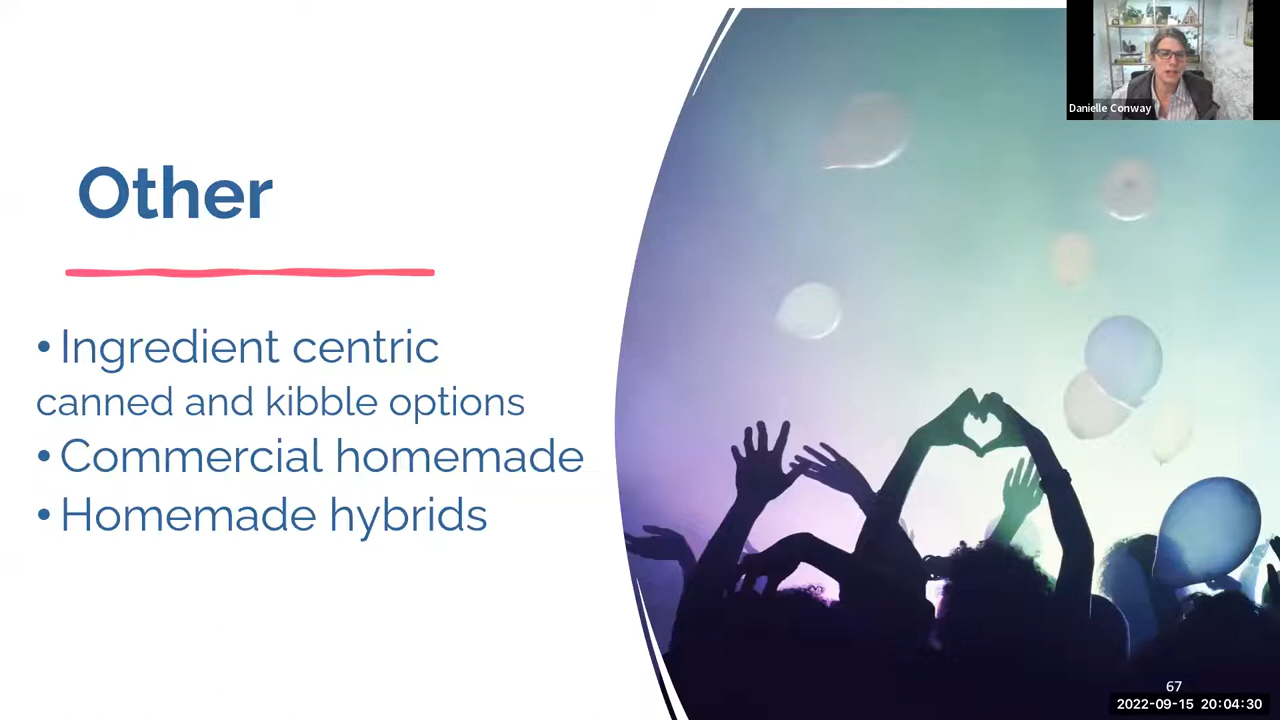 Danielle Conway
Other
• Ingredient centric
canned and kibble options
• Commercial homemade
• Homemade hybrids
67
2022-09-15 20:04:30